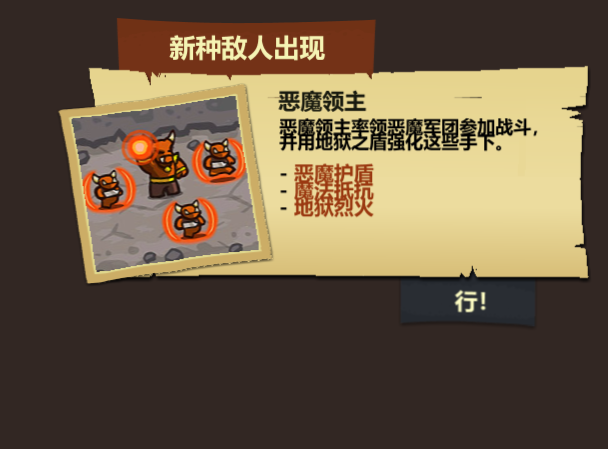 新种敌人出现
恶魔领主
恶魔领主率领恶魔军团参加战斗，
并用地狱之盾强化这些手下。
- 恶魔护盾
- 魔法抵抗
- 地狱烈火
行!